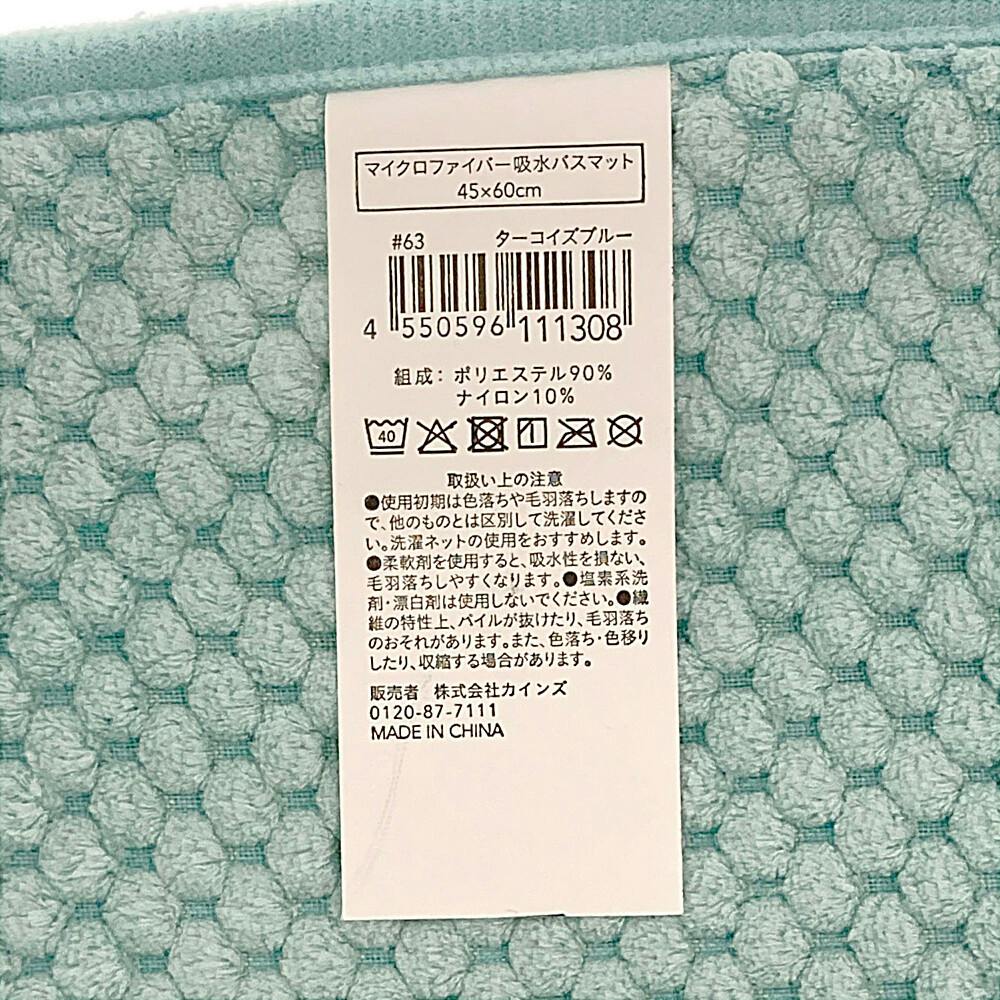 マイクロファイバー吸水バスマット
45×60cm
#63 ターコイズブルー
4 550596 111308
組成: ポリエステル90%
ナイロン10%
40
取扱い上の注意
●使用初期は色落ちや毛羽落ちしますの
で、他のものとは区別して洗濯してくださ
い。洗濯ネットの使用をおすすめします。
●柔軟剤を使用すると、吸水性を損ない、
毛羽落ちしやすくなります。●塩素系洗
剤・漂白剤は使用しないでください。●繊
維の特性上、パイルが抜けたり、毛羽落ち
のおそれがあります。また、色落ち・色移り
したり、収縮する場合があります。
販売者 株式会社カインズ
0120-87-7111
MADE IN CHINA